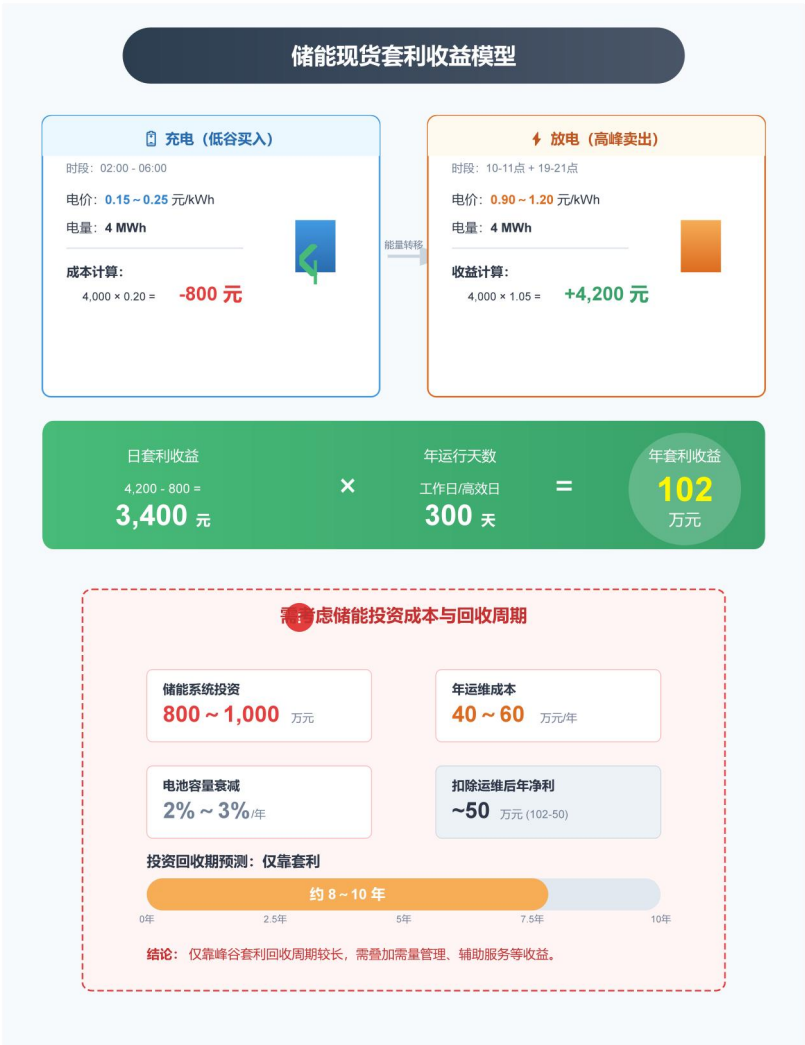 储能现货套利收益模型
充电（低谷买入）
时段：02:00 - 06:00
电价：0.15 ~ 0.25 元/kWh
电量：4 MWh
成本计算：
4,000 × 0.20 = -800 元
能量转移
放电（高峰卖出）
时段：10-11点 + 19-21点
电价：0.90 ~ 1.20 元/kWh
电量：4 MWh
收益计算：
4,000 × 1.05 = +4,200 元
日套利收益
4,200 - 800 =
3,400 元
×
年运行天数
工作日/高效日
300 天
=
年套利收益
102
万元
需考虑储能投资成本与回收周期
储能系统投资
800 ~ 1,000 万元
年运维成本
40 ~ 60 万元/年
电池容量衰减
2% ~ 3%/年
扣除运维后年净利
~50 万元 (102-50)
投资回收期预测：仅靠套利
约 8 ~ 10 年
0年 2.5年 5年 7.5年 10年
结论： 仅靠峰谷套利回收周期较长，需叠加需量管理、辅助服务等收益。